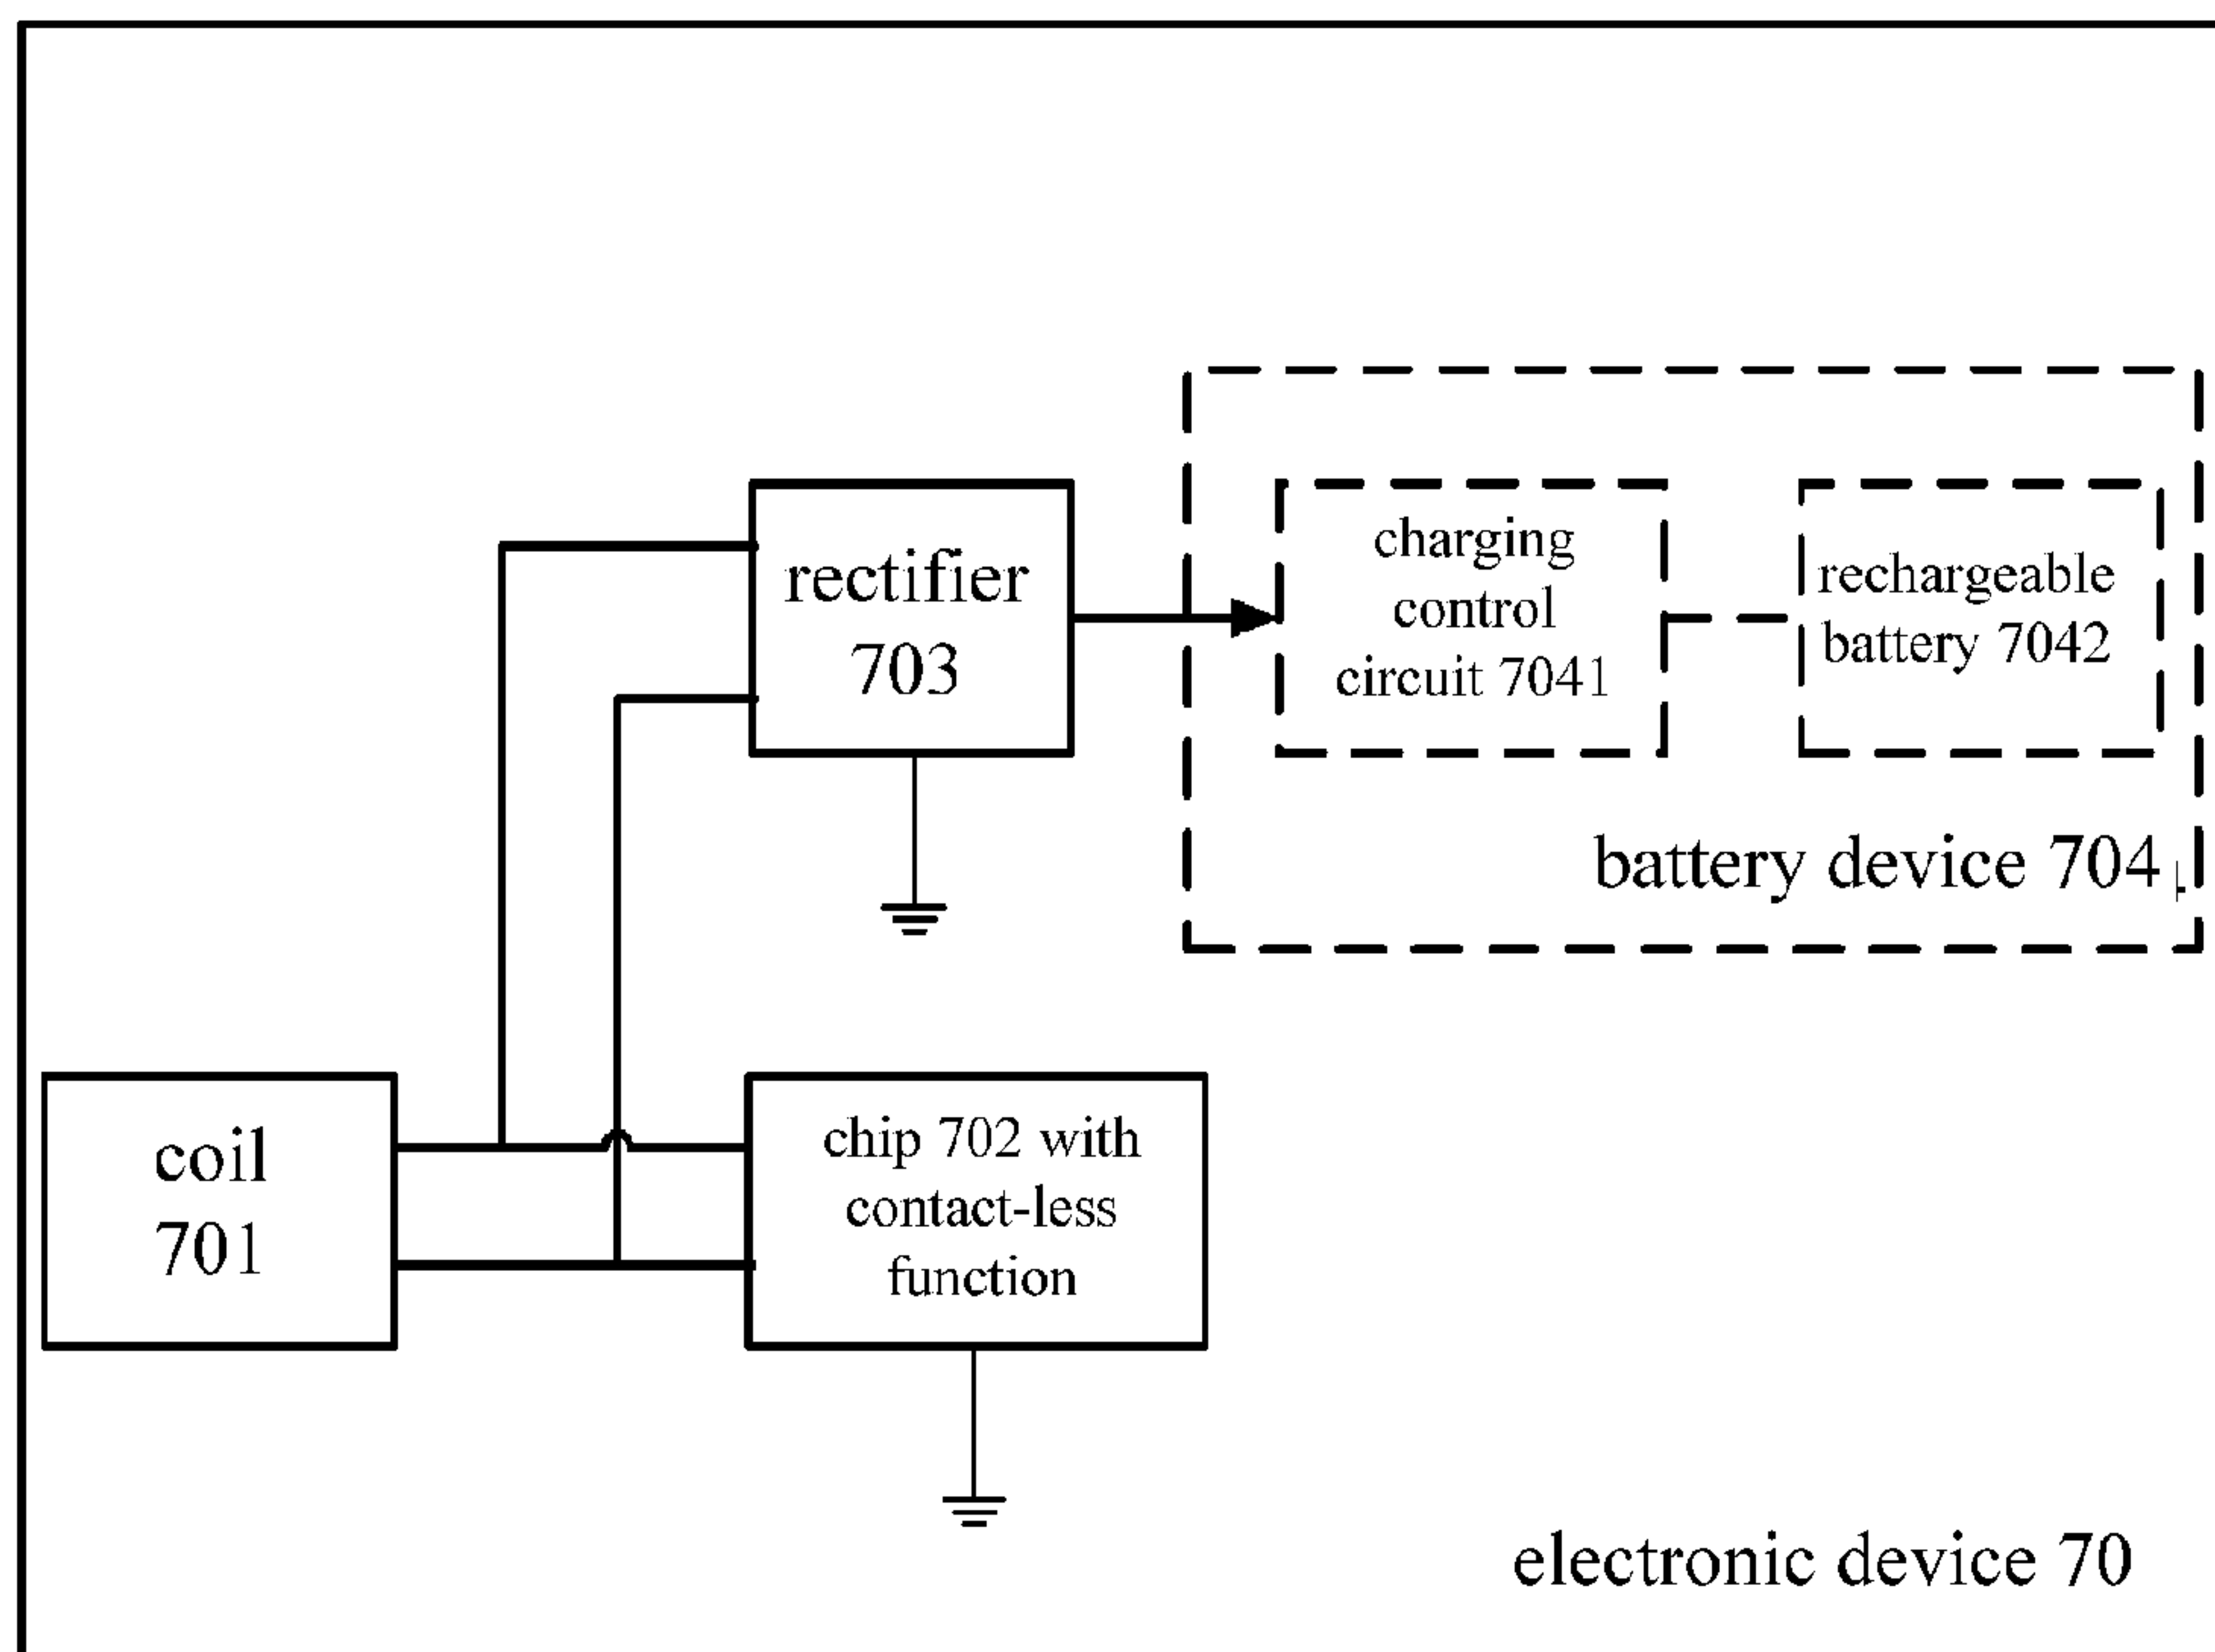 rectifier
703
charging
control
circuit 7041
rechargeable
battery 7042
battery device 704
coil
701
chip 702 with
contact-less
function
electronic device 70